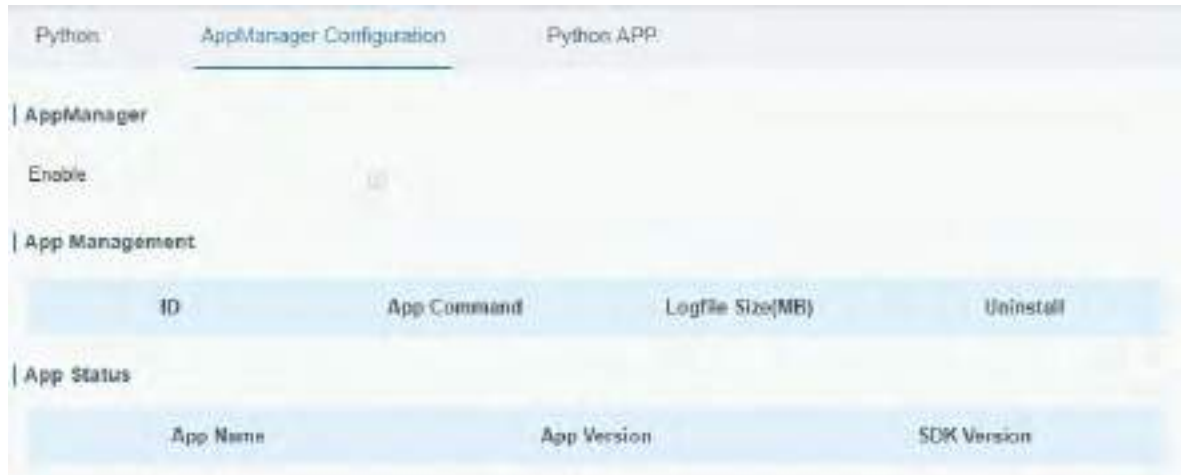 Python AppManager Configuration Python APP
AppManager
Enable
App Management
ID App Command Logfile Size(MB) Uninstall
App Status
App Name App Version SDK Version